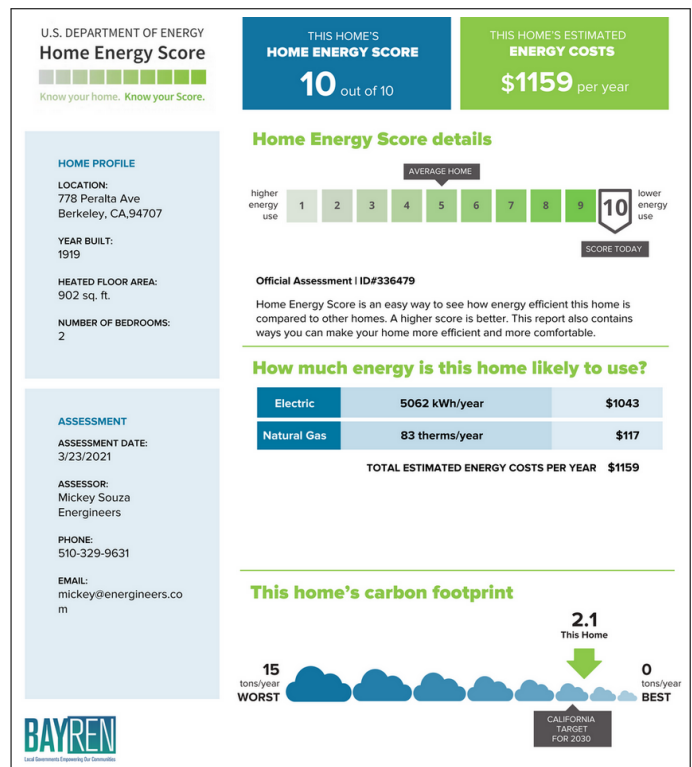 U.S. DEPARTMENT OF ENERGY
Home Energy Score
Know your home. Know your Score.
THIS HOME'S
HOME ENERGY SCORE
10 out of 10
THIS HOME'S ESTIMATED
ENERGY COSTS
$1159 per year
HOME PROFILE
LOCATION:
778 Peralta Ave
Berkeley, CA,94707
YEAR BUILT:
1919
HEATED FLOOR AREA:
902 sq. ft.
NUMBER OF BEDROOMS:
2
ASSESSMENT
ASSESSMENT DATE:
3/23/2021
ASSESSOR:
Mickey Souza
Energineers
PHONE:
510-329-9631
EMAIL:
mickey@energineers.co
m
BAYREN
Local Governments Empowering Our Communities
Home Energy Score details
AVERAGE HOME
higher
energy
use
1 2 3 4 5 6 7 8 9 10
lower
energy
use
SCORE TODAY
Official Assessment | ID#336479
Home Energy Score is an easy way to see how energy efficient this home is
compared to other homes. A higher score is better. This report also contains
ways you can make your home more efficient and more comfortable.
How much energy is this home likely to use?
Electric 5062 kWh/year $1043
Natural Gas 83 therms/year $117
TOTAL ESTIMATED ENERGY COSTS PER YEAR $1159
This home's carbon footprint
2.1
This Home
15
tons/year
WORST
0
tons/year
BEST
CALIFORNIA
TARGET
FOR 2030